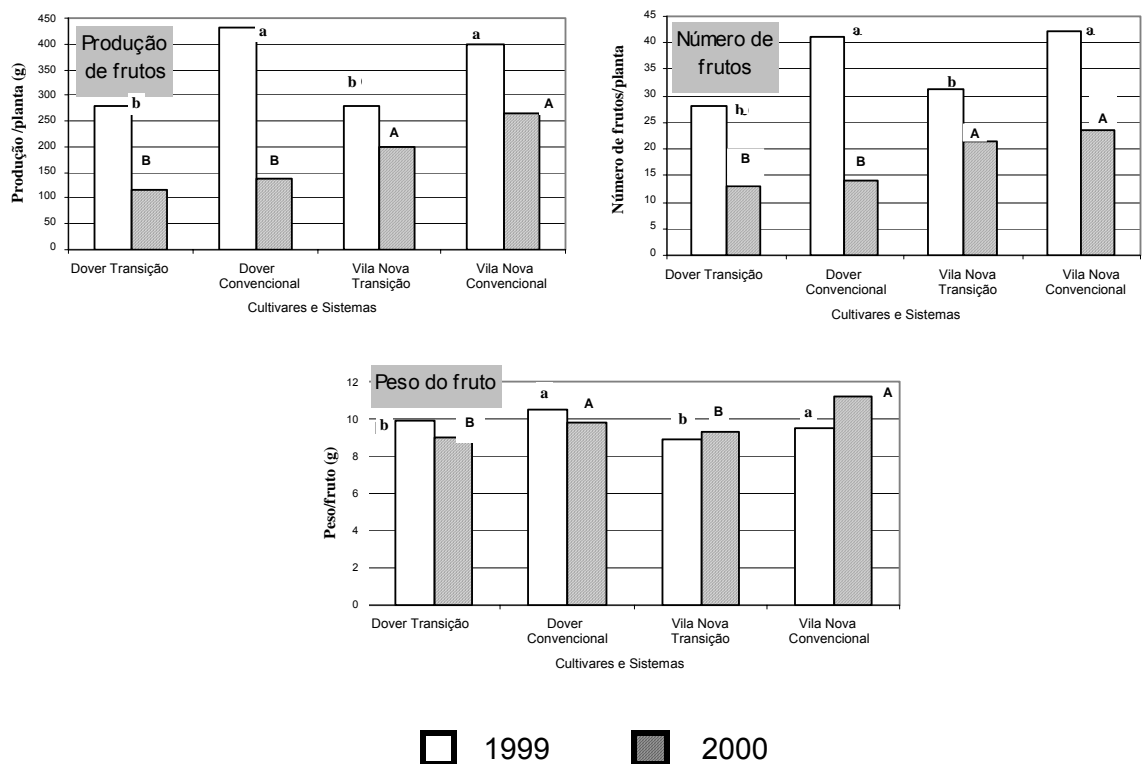 Produção
de frutos
Produção /planta (g)
450
400
350
300
250
200
150
100
50
0
b
B
a
B
b
A
a
A
Dover Transição
Dover
Convencional
Vila Nova
Transição
Vila Nova
Convencional
Cultivares e Sistemas
Número de
frutos
Número de frutos/planta
45
40
35
30
25
20
15
10
5
0
b
B
a
B
b
A
a
A
Dover Transição
Dover
Convencional
Vila Nova
Transição
Vila Nova
Convencional
Cultivares e Sistemas
Peso do fruto
Peso/fruto (g)
12
10
8
6
4
2
0
b
B
a
A
b
B
a
A
Dover Transição
Dover
Convencional
Vila Nova
Transição
Vila Nova
Convencional
Cultivares e Sistemas
1999
2000